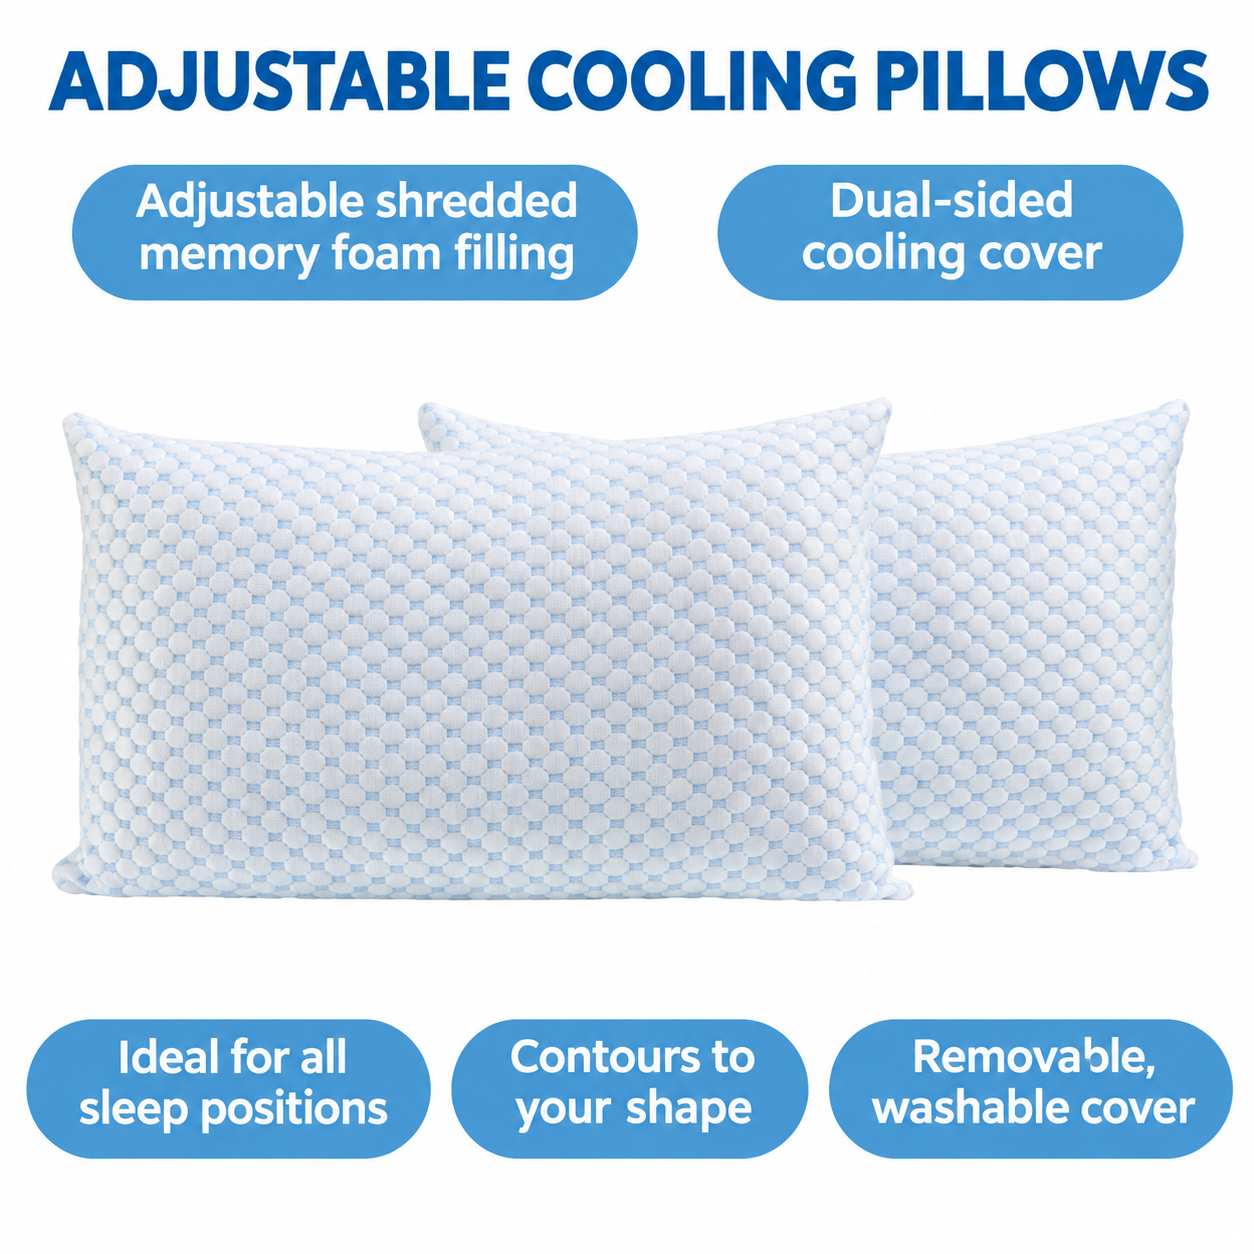 ADJUSTABLE COOLING PILLOWS
Adjustable shredded
memory foam filling
Dual-sided
cooling cover
Ideal for all
sleep positions
Contours to
your shape
Removable,
washable cover